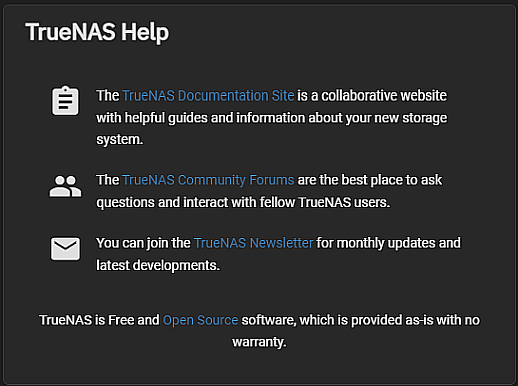 TrueNAS Help
The TrueNAS Documentation Site is a collaborative website
with helpful guides and information about your new storage
system.
The TrueNAS Community Forums are the best place to ask
questions and interact with fellow TrueNAS users.
You can join the TrueNAS Newsletter for monthly updates and
latest developments.
TrueNAS is Free and Open Source software, which is provided as-is with no
warranty.